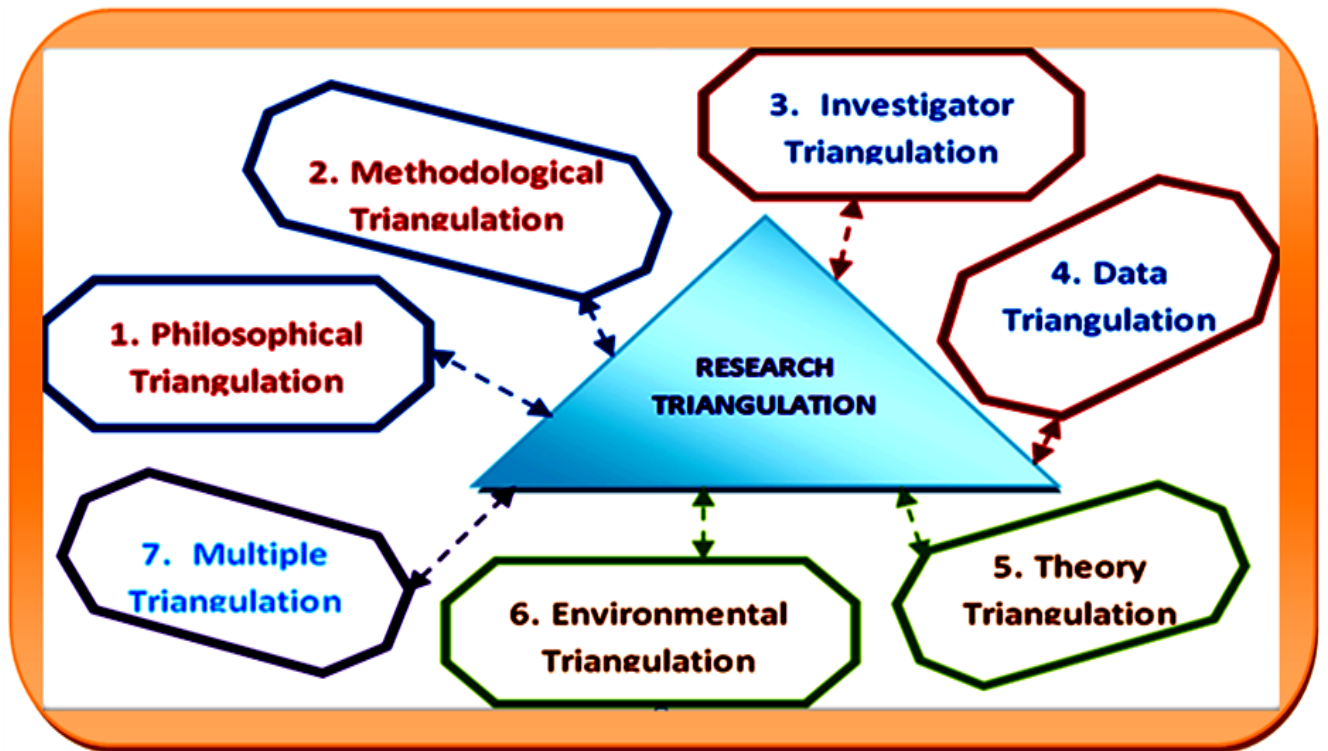 1. Philosophical
Triangulation
2. Methodological
Triangulation
3. Investigator
Triangulation
4. Data
Triangulation
5. Theory
Triangulation
6. Environmental
Triangulation
7. Multiple
Triangulation
RESEARCH
TRIANGULATION